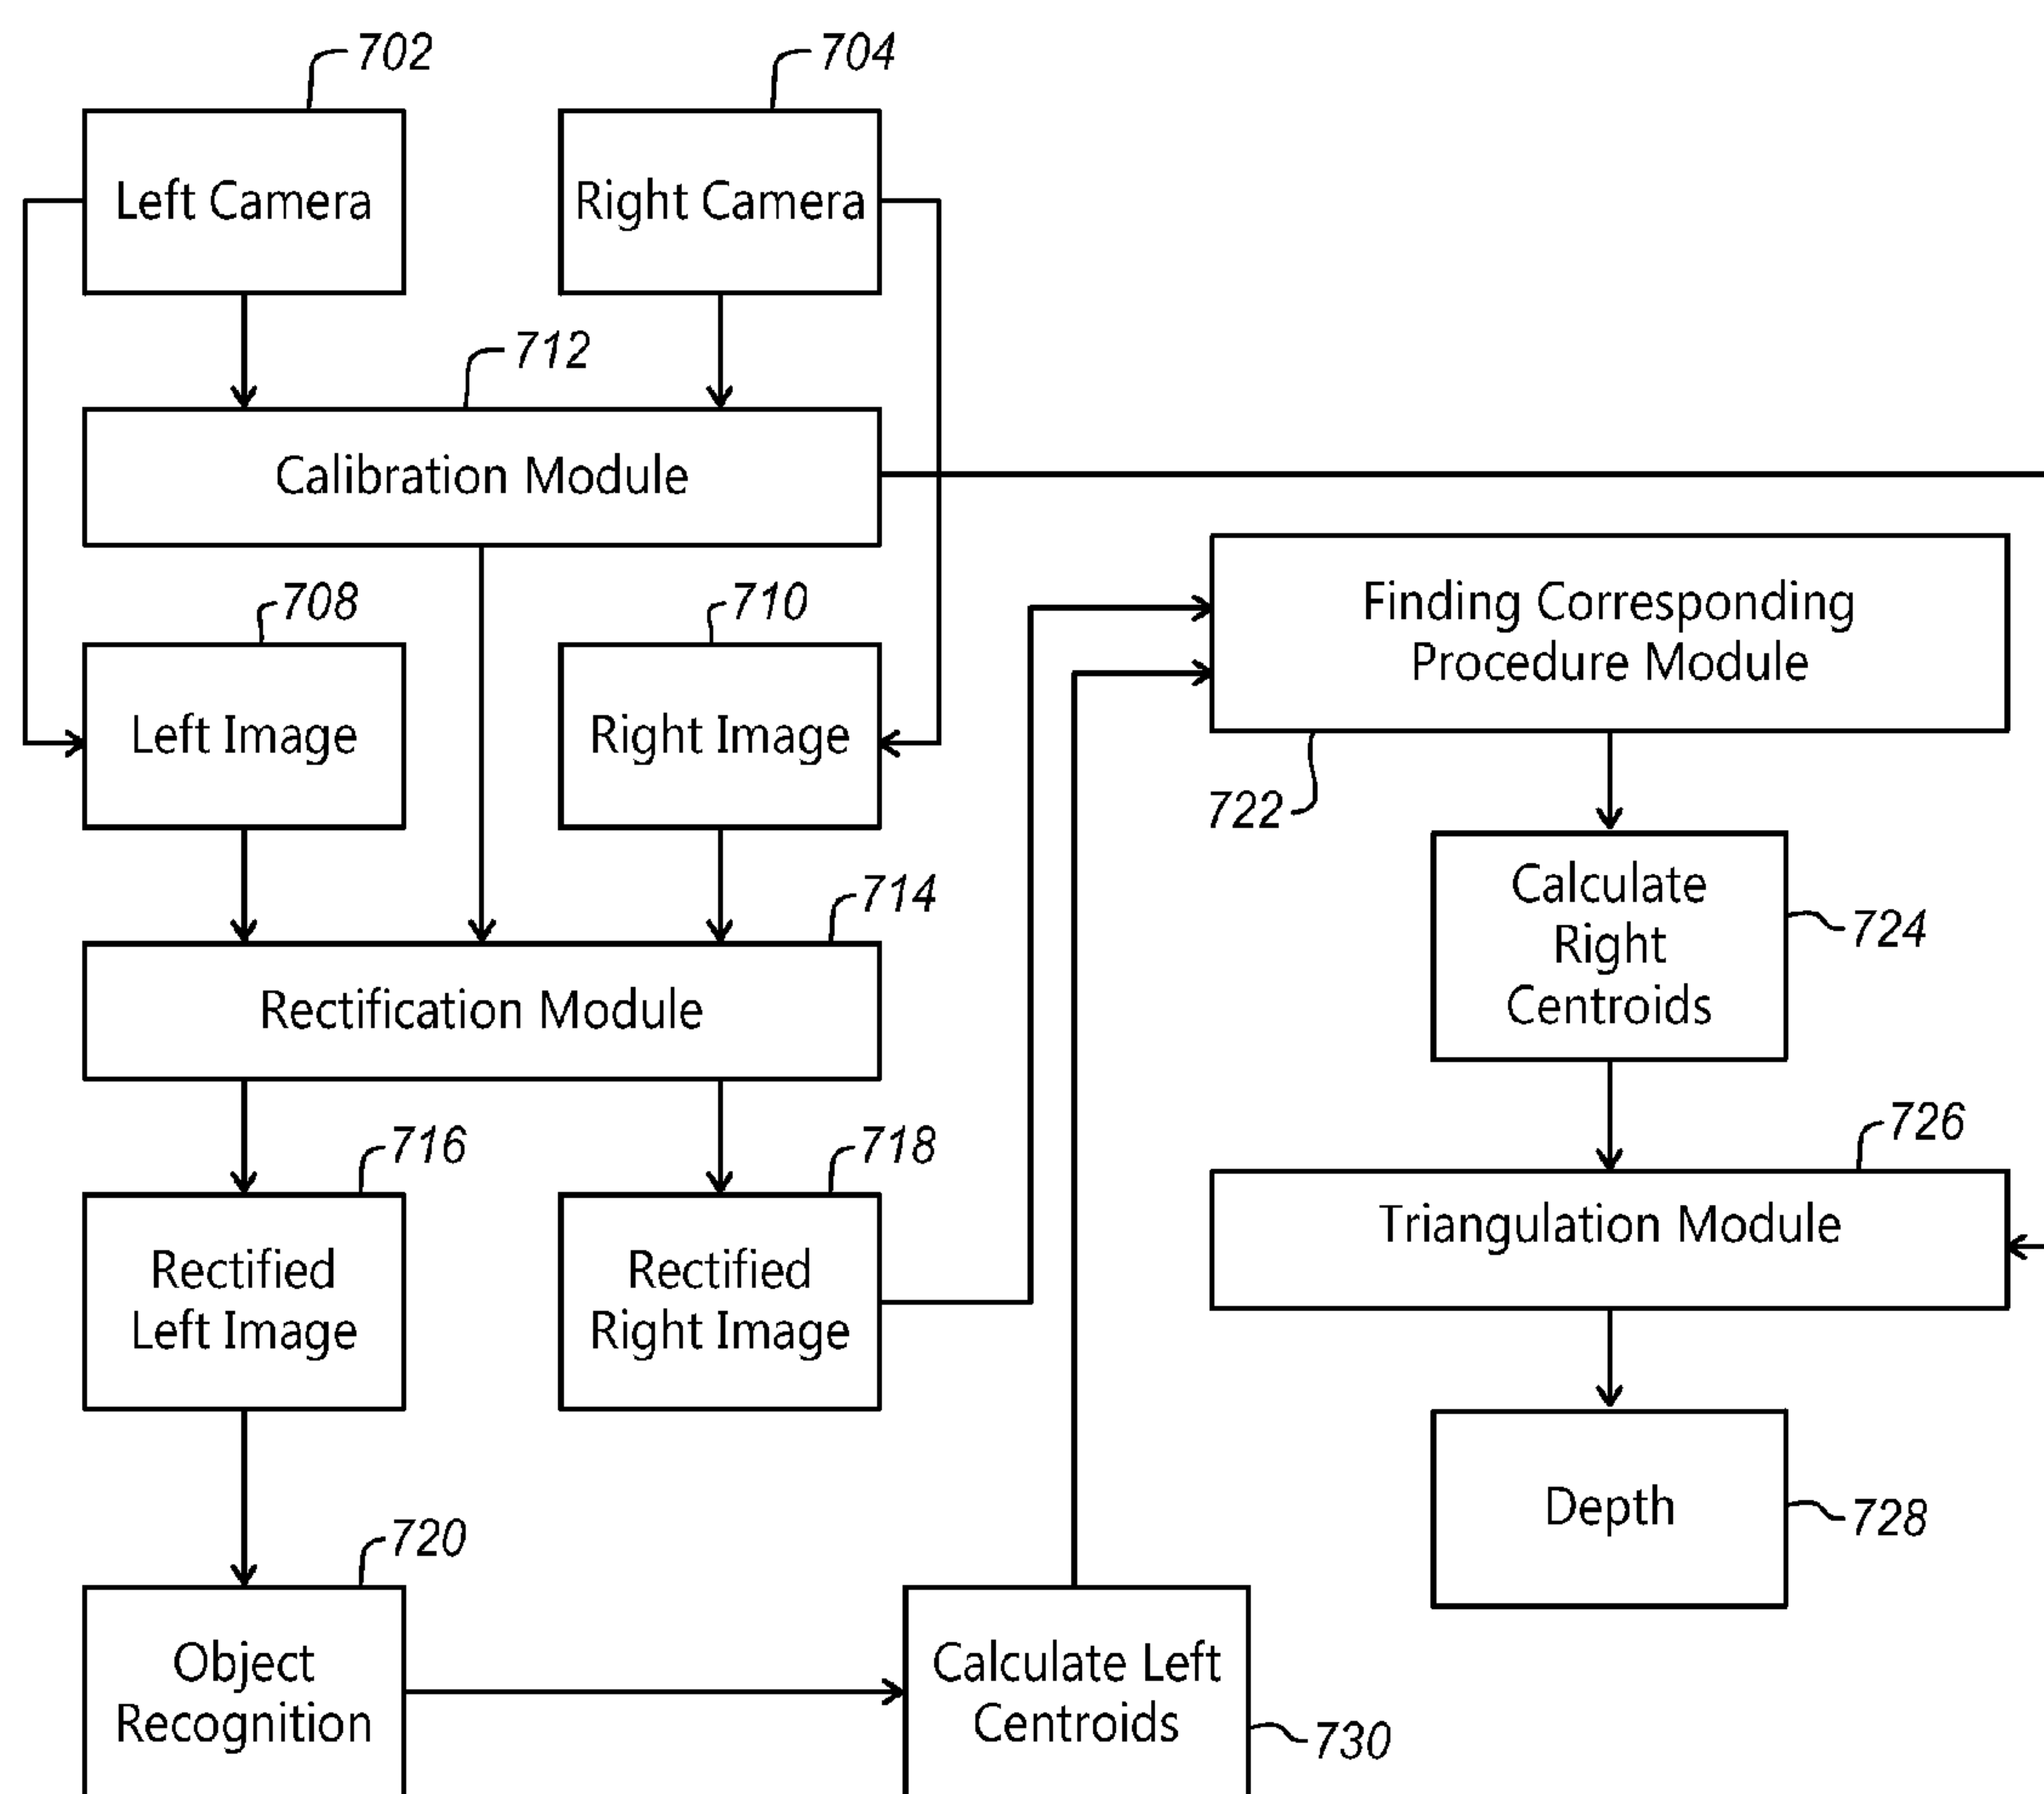 702
704
Left Camera
Right Camera
712
Calibration Module
708
710
Left Image
Right Image
714
Rectification Module
716
718
Rectified
Left Image
Rectified
Right Image
720
Object
Recognition
Calculate Left
Centroids
730
Finding Corresponding
Procedure Module
722
Calculate
Right
Centroids
724
726
Triangulation Module
Depth
728